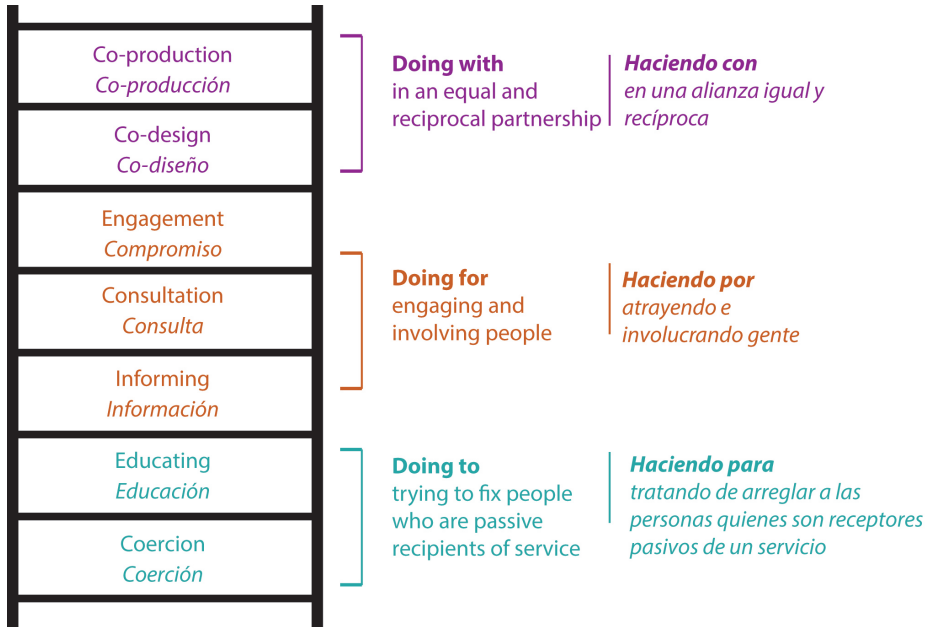 Co-production
Co-producción
Co-design
Co-diseño
Doing with
in an equal and
reciprocal partnership
Haciendo con
en una alianza igual y
recíproca
Engagement
Compromiso
Consultation
Consulta
Informing
Información
Doing for
engaging and
involving people
Haciendo por
atrayendo e
involucrando gente
Educating
Educación
Coercion
Coerción
Doing to
trying to fix people
who are passive
recipients of service
Haciendo para
tratando de arreglar a las
personas quienes son receptores
pasivos de un servicio